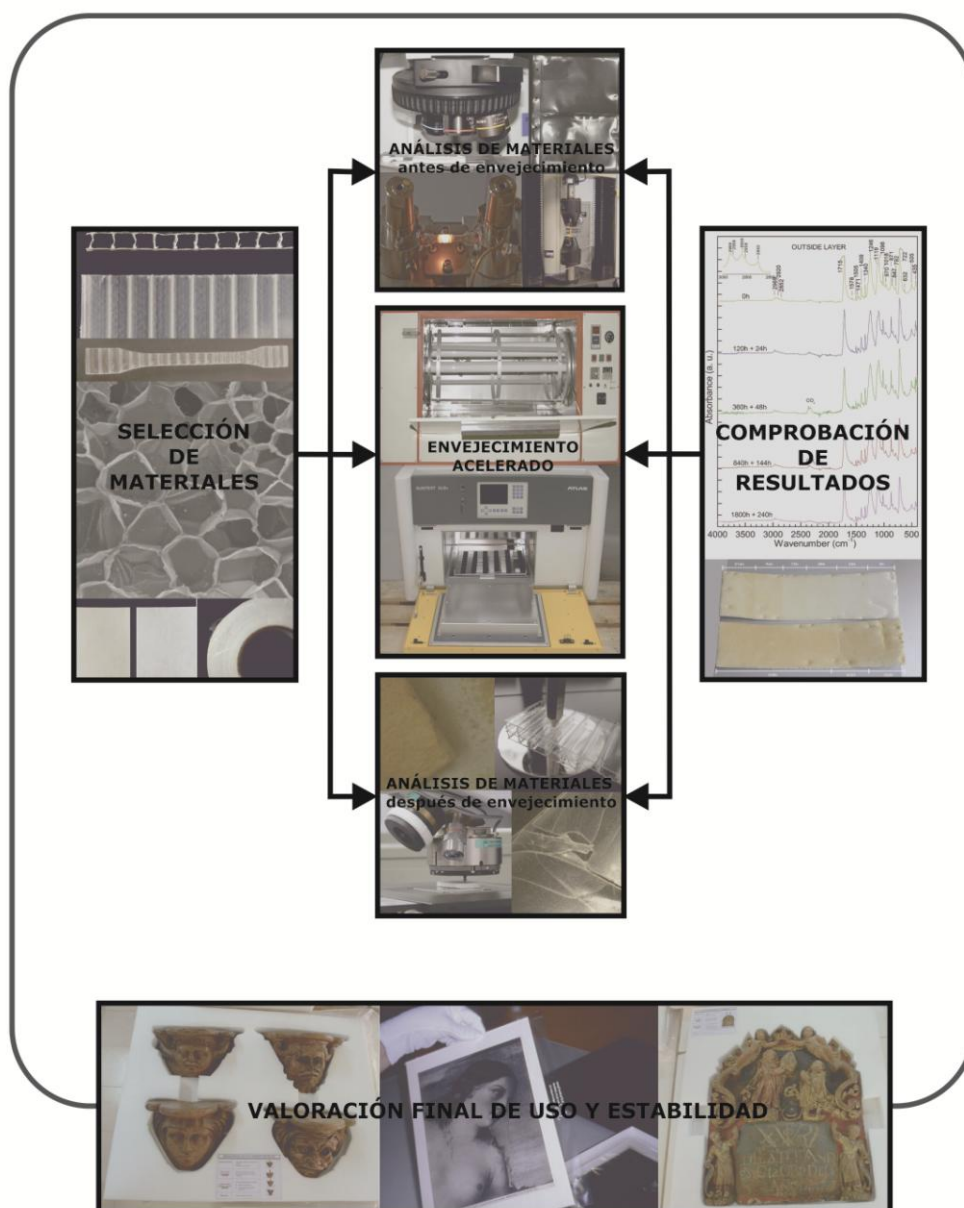 ANÁLISIS DE MATERIALES
antes de envejecimiento
SELECCIÓN
DE
MATERIALES
ENVEJECIMIENTO
ACELERADO
OUTSIDE LAYER
0h
120h + 24h
360h + 48h
CO2
840h + 144h
1800h + 240h
Absorbance (a. u.)
4000 3500 3000 2500 2000 1500 1000 500
Wavenumber (cm-1)
COMPROBACIÓN
DE
RESULTADOS
ANÁLISIS DE MATERIALES
después de envejecimiento
VALORACIÓN FINAL DE USO Y ESTABILIDAD